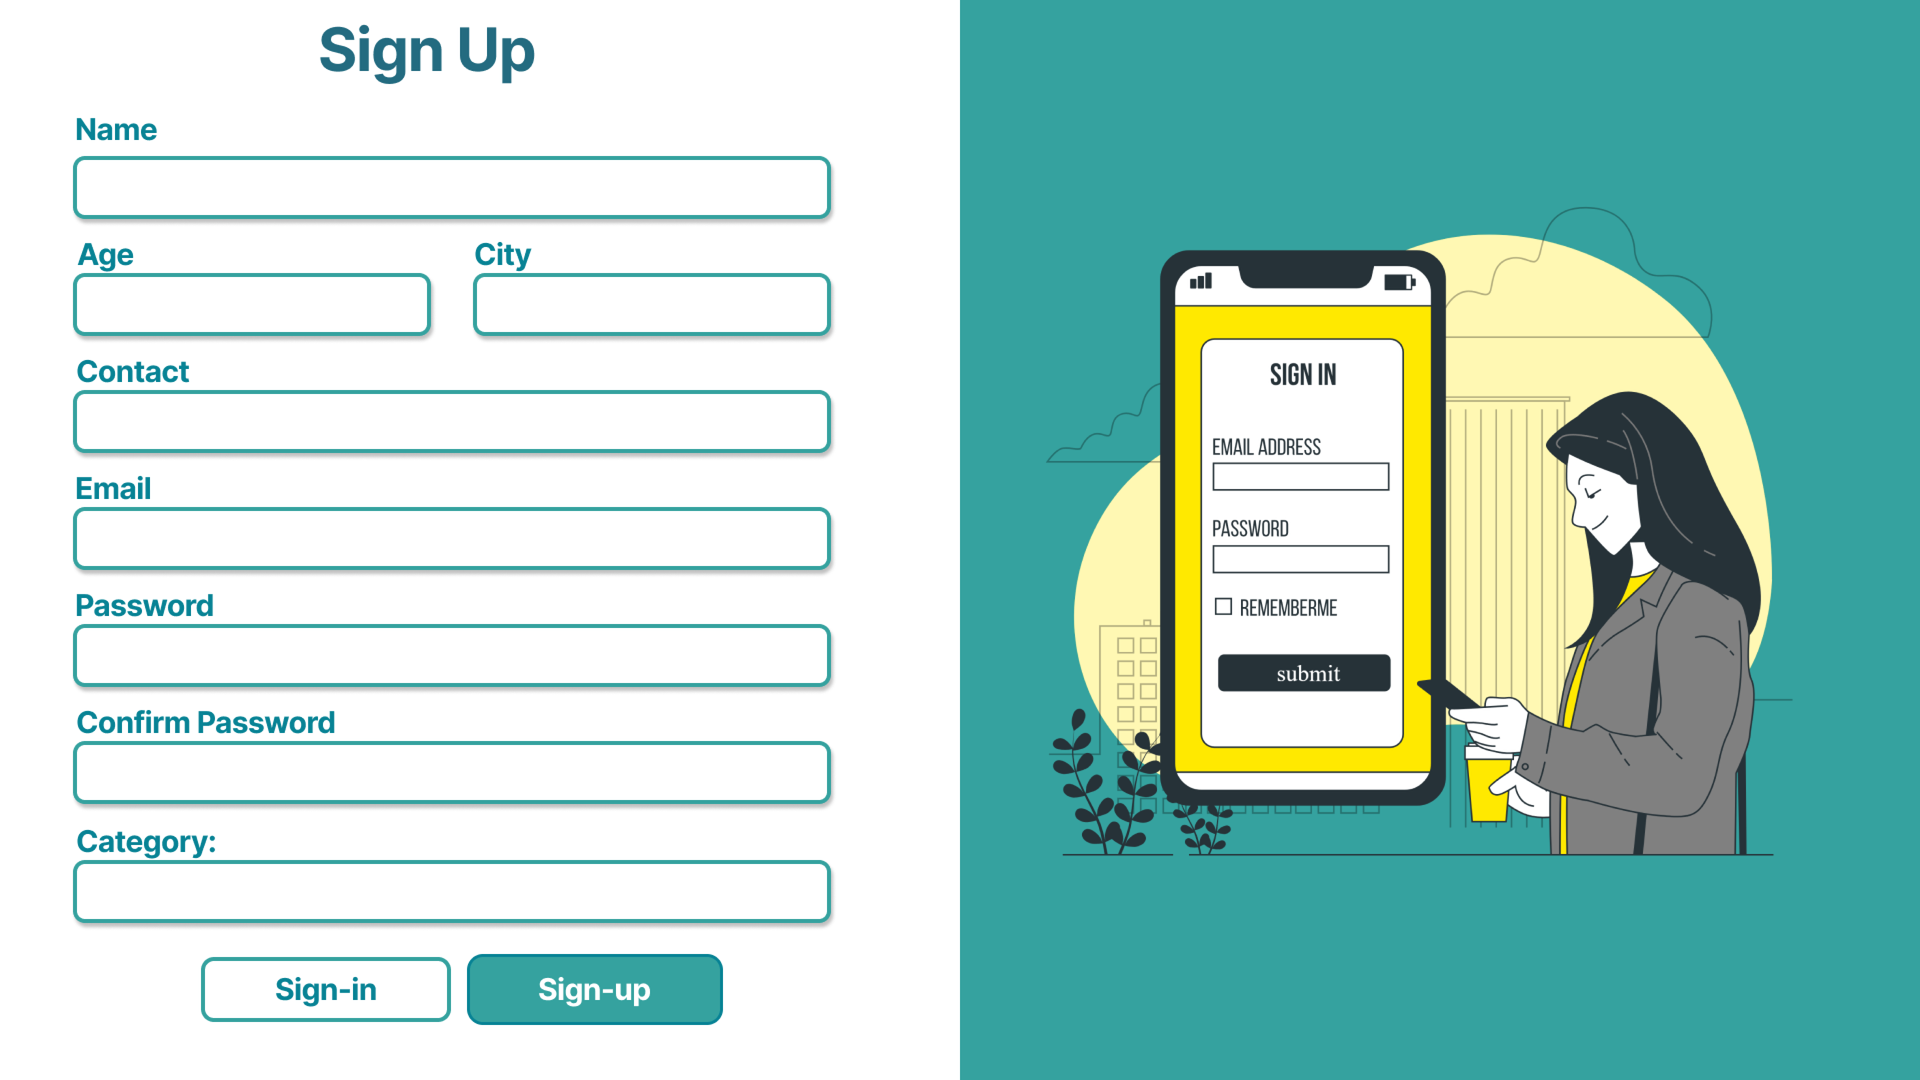 Sign Up
Name
Age
City
Contact
Email
Password
Confirm Password
Category:
Sign-in
Sign-up
SIGN IN
EMAIL ADDRESS
PASSWORD
REMEMBERME
submit